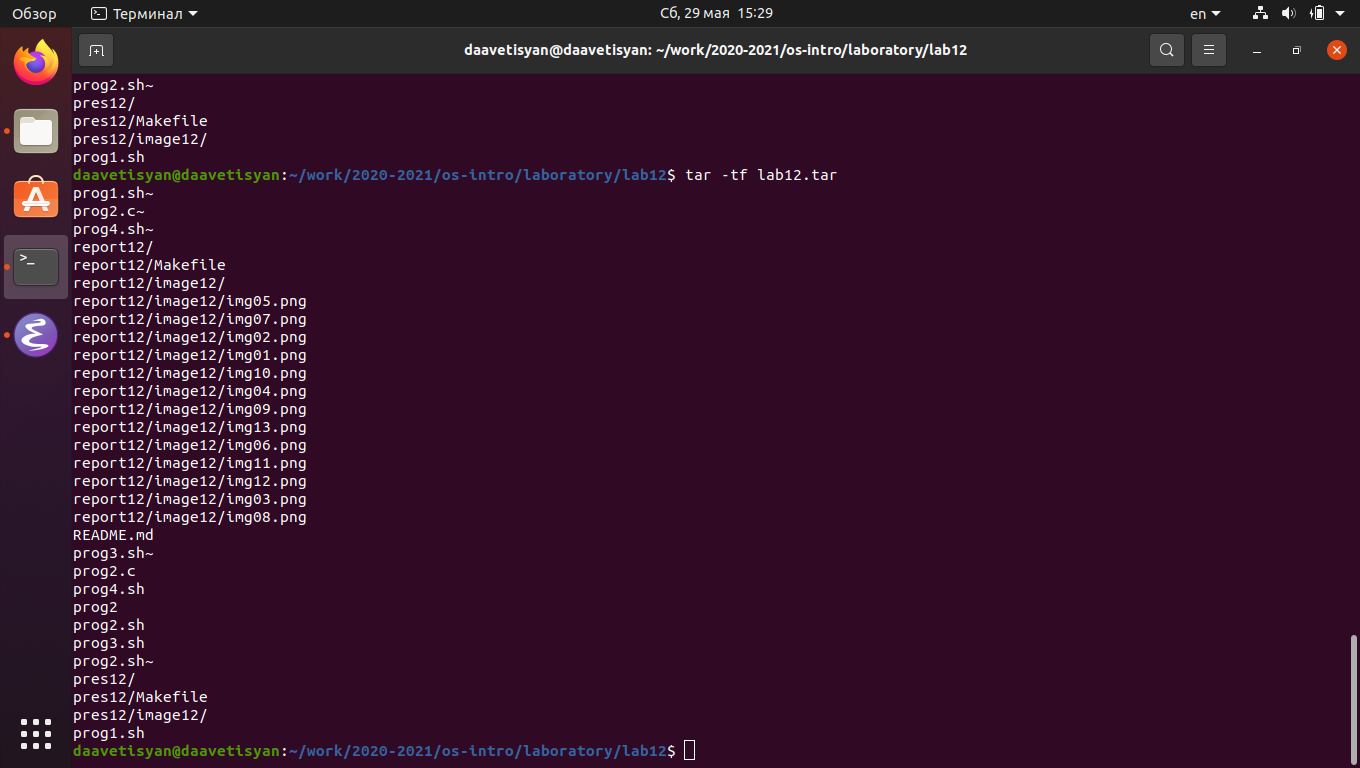 Обзор
Терминал
Сб, 29 мая 15:29
en
daavetisyan@daavetisyan: ~/work/2020-2021/os-intro/laboratory/lab12
prog2.sh~
pres12/
pres12/Makefile
pres12/image12/
prog1.sh
daavetisyan@daavetisyan:~/work/2020-2021/os-intro/laboratory/lab12$ tar -tf lab12.tar
prog1.sh~
prog2.c~
prog4.sh~
report12/
report12/Makefile
report12/image12/
report12/image12/img05.png
report12/image12/img07.png
report12/image12/img02.png
report12/image12/img01.png
report12/image12/img10.png
report12/image12/img04.png
report12/image12/img09.png
report12/image12/img13.png
report12/image12/img06.png
report12/image12/img11.png
report12/image12/img12.png
report12/image12/img03.png
report12/image12/img08.png
README.md
prog3.sh~
prog2.c
prog4.sh
prog2
prog2.sh
prog3.sh
prog2.sh~
pres12/
pres12/Makefile
pres12/image12/
prog1.sh
daavetisyan@daavetisyan:~/work/2020-2021/os-intro/laboratory/lab12$